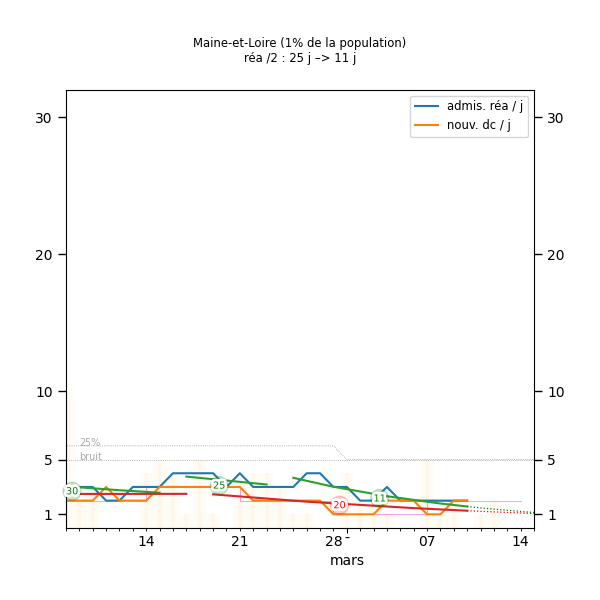 Maine-et-Loire (1% de la population)
réa /2 : 25 j –> 11 j
admis. réa / j
nouv. dc / j
30 30
20 20
10 10
25%
bruit
5 5
30 25 11 20
1 1
14 21 28 07 14
mars